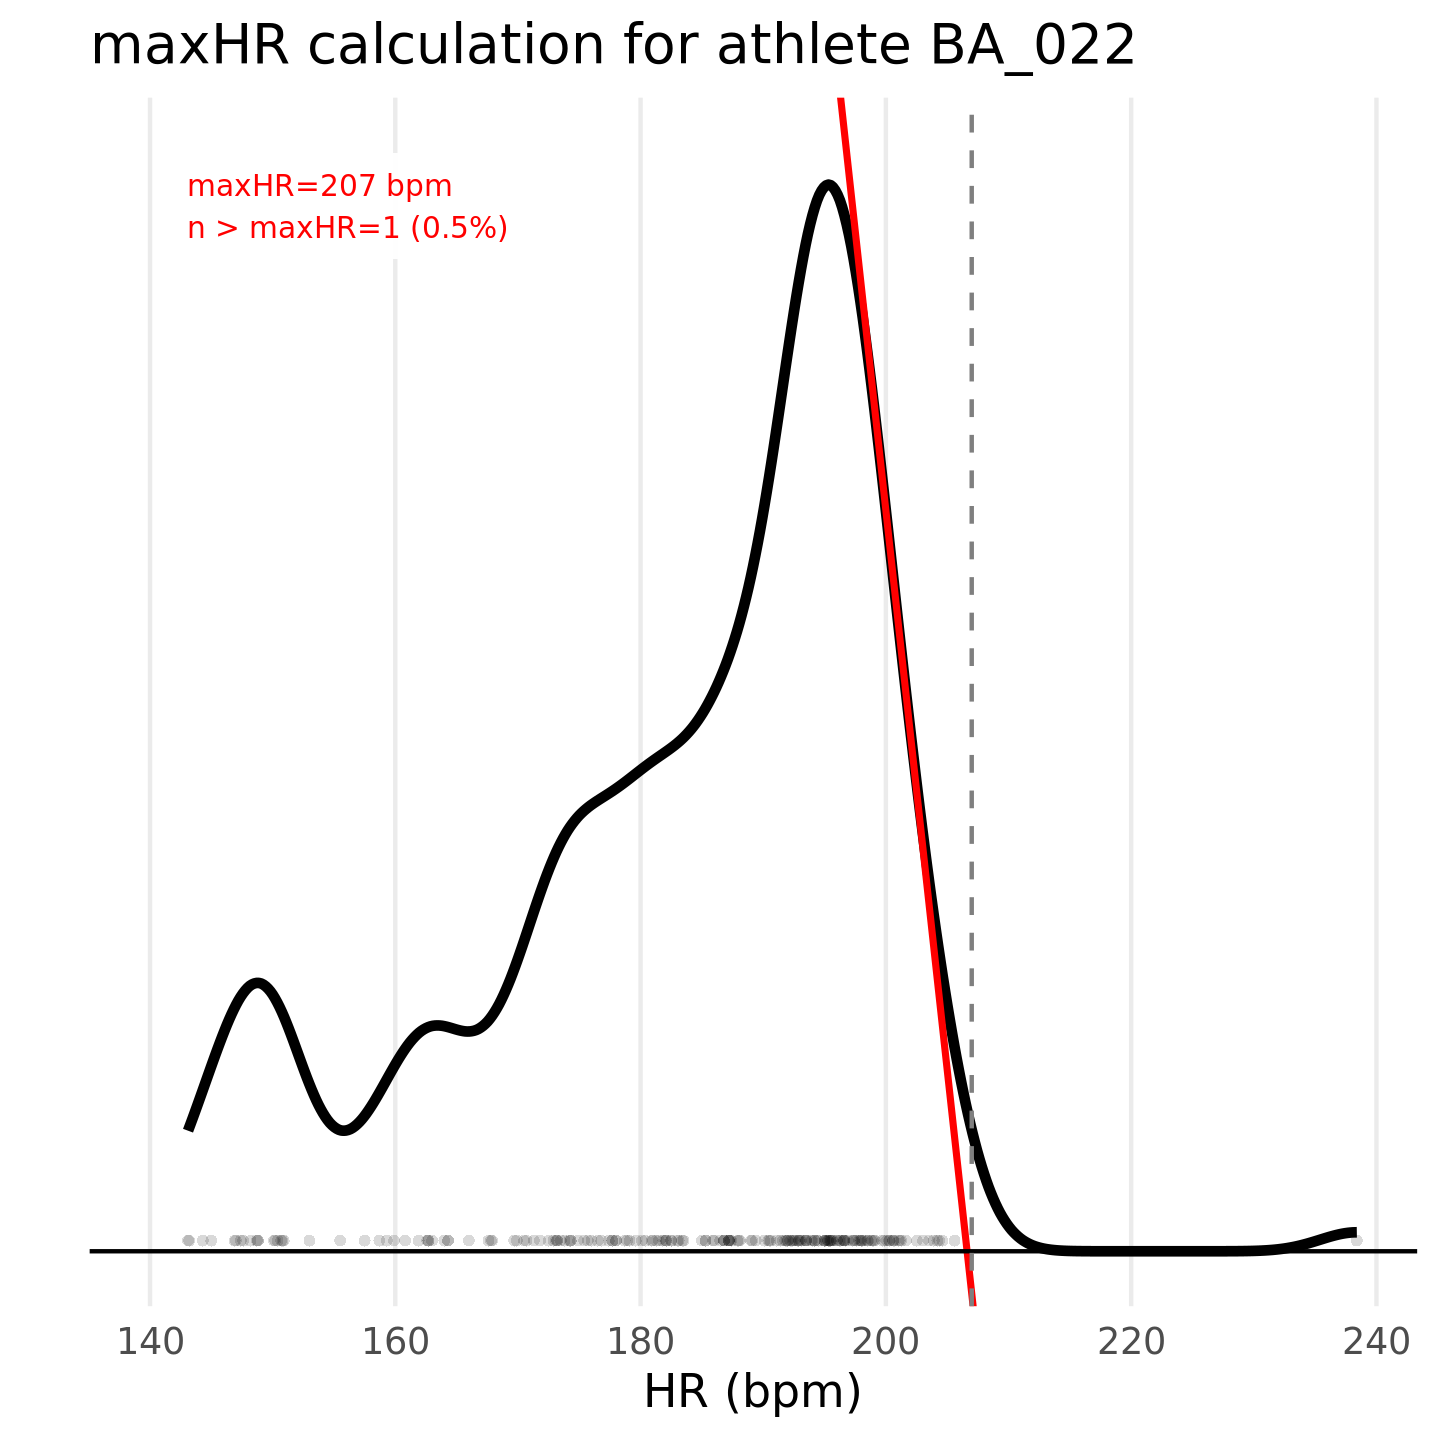 maxHR calculation for athlete BA_022
maxHR=207 bpm
n > maxHR=1 (0.5%)
140 160 180 200 220 240
HR (bpm)